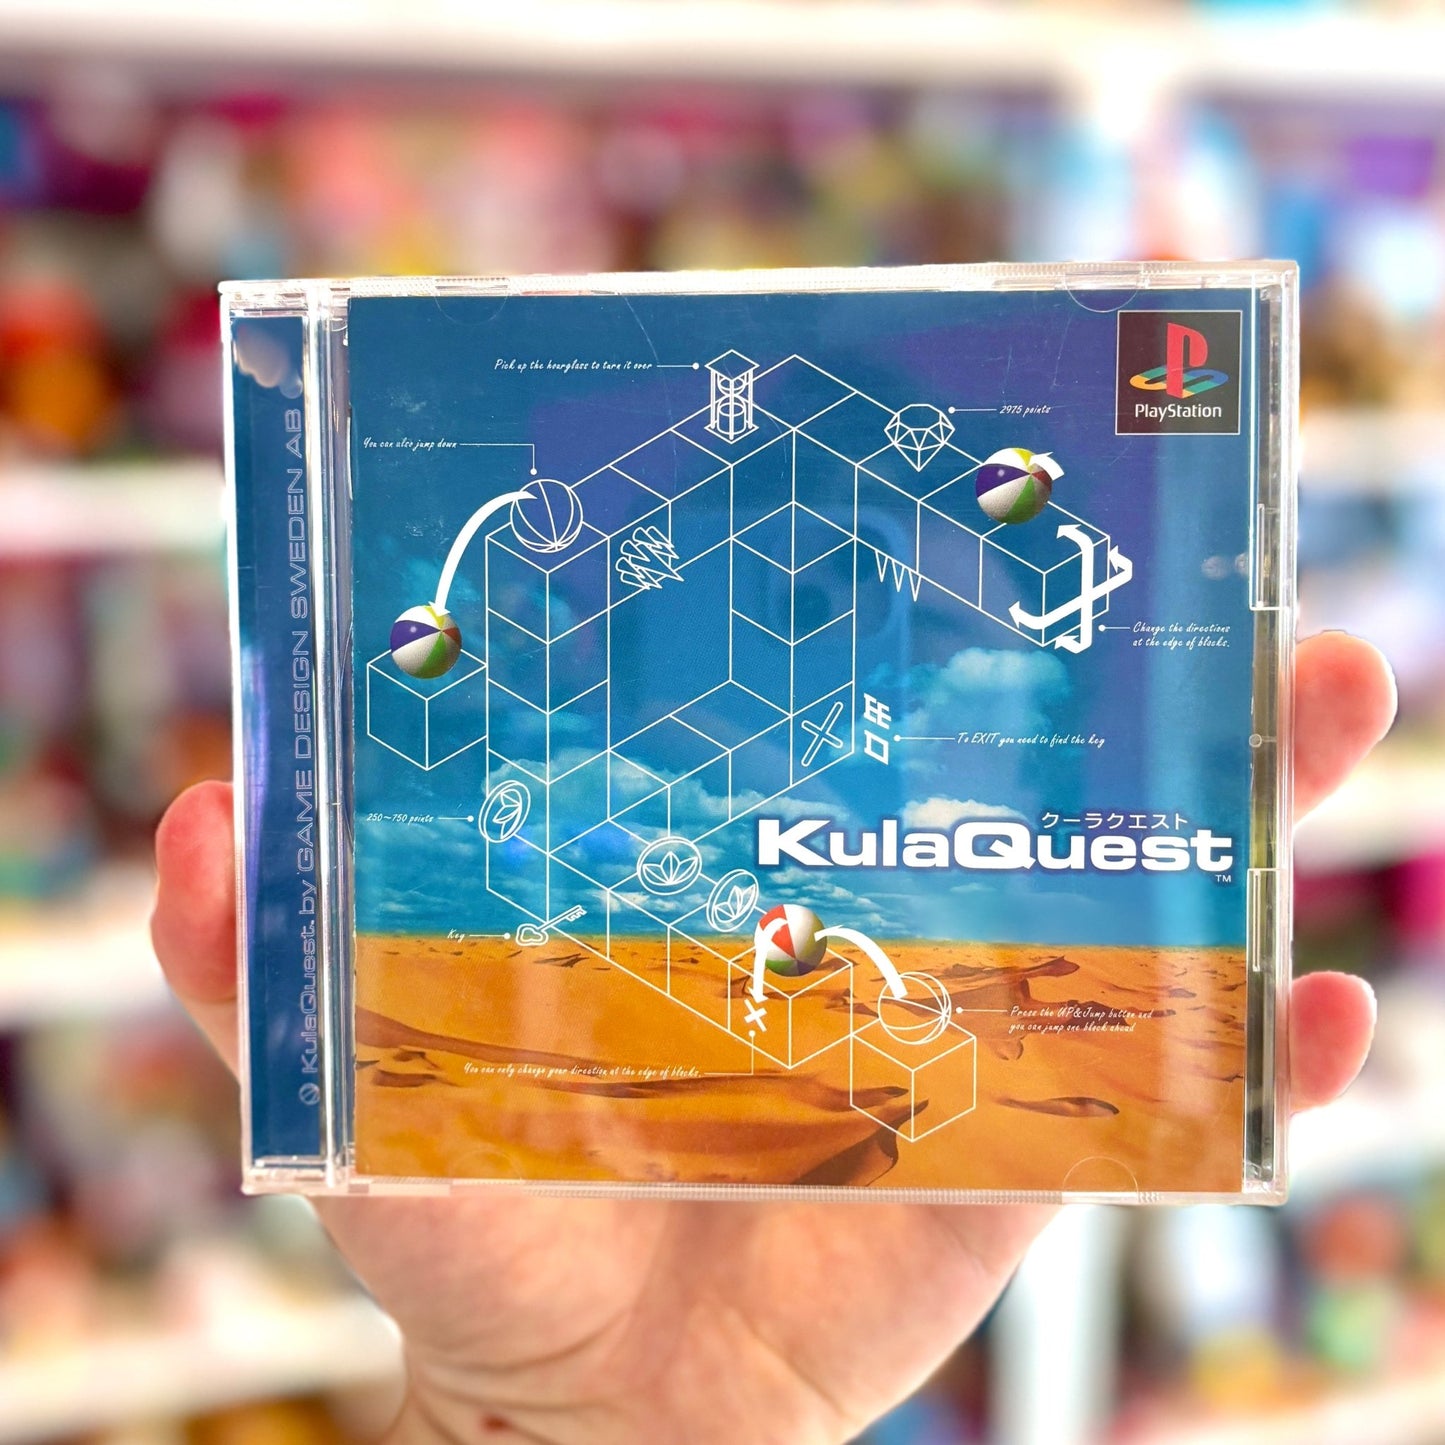 KulaQuest. by GAME DESIGN SWEDEN AB
PlayStation
Pick up the hourglass to turn it over
2975 points
You can also jump down
Change the directions
at the edge of blocks.
To EXIT you need to find the key
250~750 points
クーラクエスト
KulaQuest
TM
Key
Press the UP&Jump button and
you can jump one block ahead
You can only change your direction at the edge of blocks.